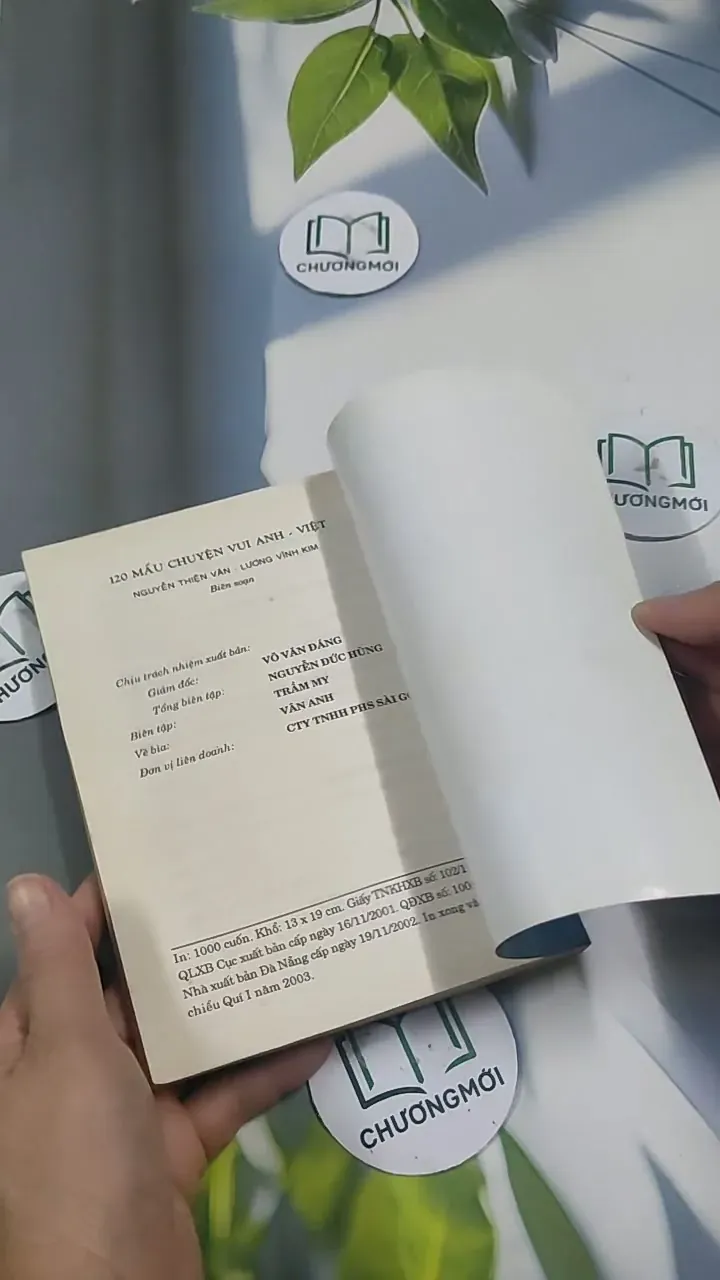 CHƯƠNGMỚI
ƯƠNGMỚI
120 MẨU CHUYỆN VUI ANH - VIỆT
NGUYỄN THIỆN VĂN - LƯƠNG VĨNH KIM
Biên soạn
Chịu trách nhiệm xuất bản:
Giám đốc: VÕ VĂN ĐÁNG
Tổng biên tập: NGUYỄN ĐỨC HÙNG
Biên tập: TRẦM MY
Vẽ bìa: VÂN ANH
Đơn vị liên doanh: CTY TNHH PHS SÀI G
In: 1000 cuốn. Khổ: 13 x 19 cm. Giấy TNKHXB số: 102/1
QLXB Cục xuất bản cấp ngày 16/11/2001. QĐXB số: 100
Nhà xuất bản Đà Nẵng cấp ngày 19/11/2002. In xong và
chiểu Quí I năm 2003.
CHƯƠNGMỚI